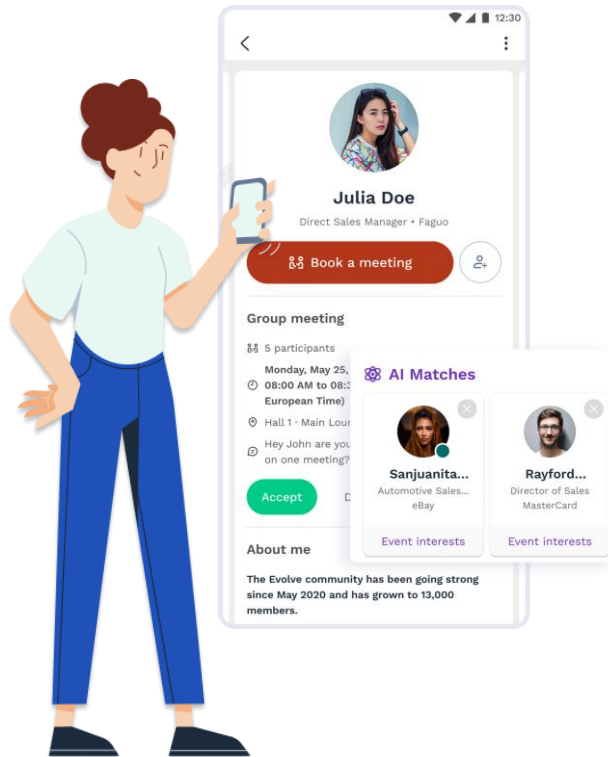 12:30
Julia Doe
Direct Sales Manager • Faguo
Book a meeting
Group meeting
5 participants
Monday, May 25,
08:00 AM to 08:3
European Time)
Hall 1 · Main Lour
Hey John are you
on one meeting?
Accept
D
About me
The Evolve community has been going strong
since May 2020 and has grown to 13,000
members.
AI Matches
Sanjuanita...
Automotive Sales...
eBay
Event interests
Rayford...
Director of Sales
MasterCard
Event interests